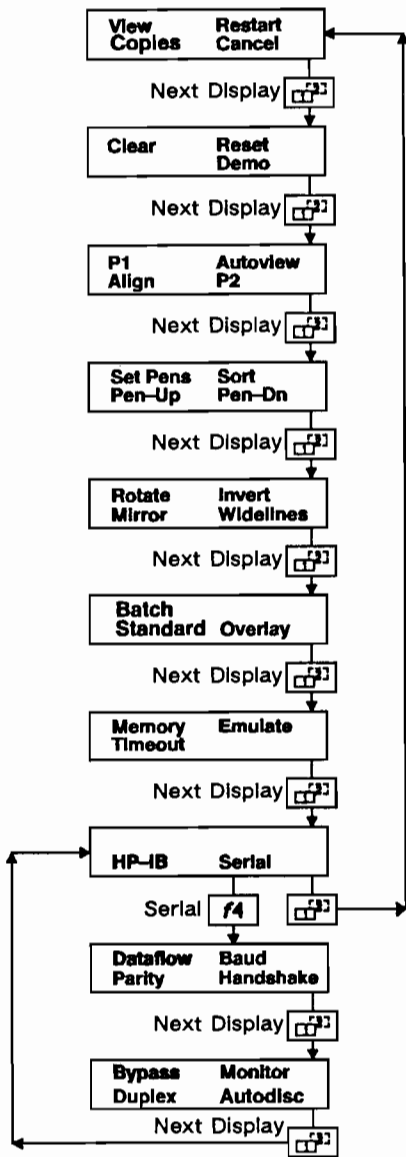 View Restart
Copies Cancel
Next Display
Clear Reset
Demo
Next Display
P1 Autoview
Align P2
Next Display
Set Pens Sort
Pen–Up Pen–Dn
Next Display
Rotate Invert
Mirror Widelines
Next Display
Batch
Standard Overlay
Next Display
Memory Emulate
Timeout
Next Display
HP–IB Serial
Serial f4
Dataflow Baud
Parity Handshake
Next Display
Bypass Monitor
Duplex Autodisc
Next Display